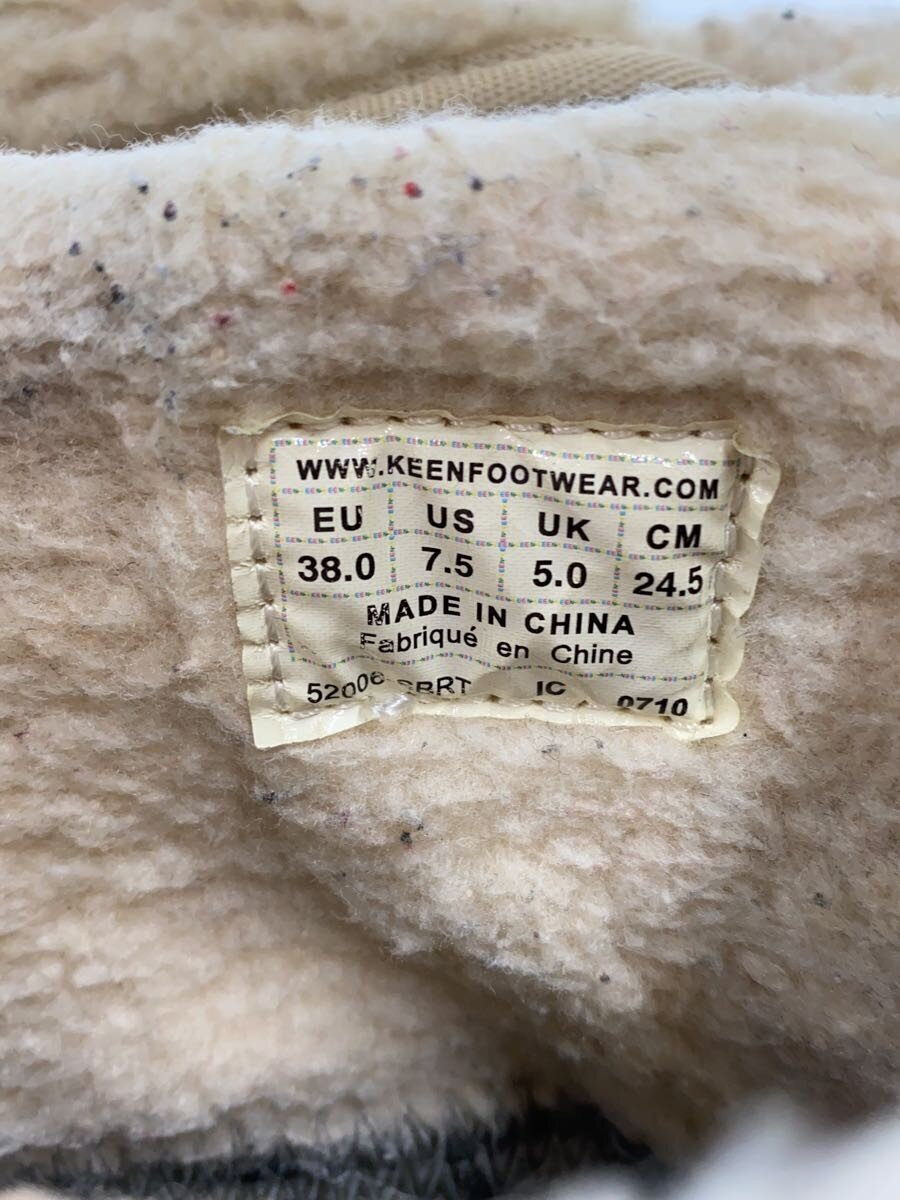 WWW.KEENFOOTWEAR.COM
EU US UK CM
38.0 7.5 5.0 24.5
MADE IN CHINA
Fabriqué en Chine
52006 IC 0710